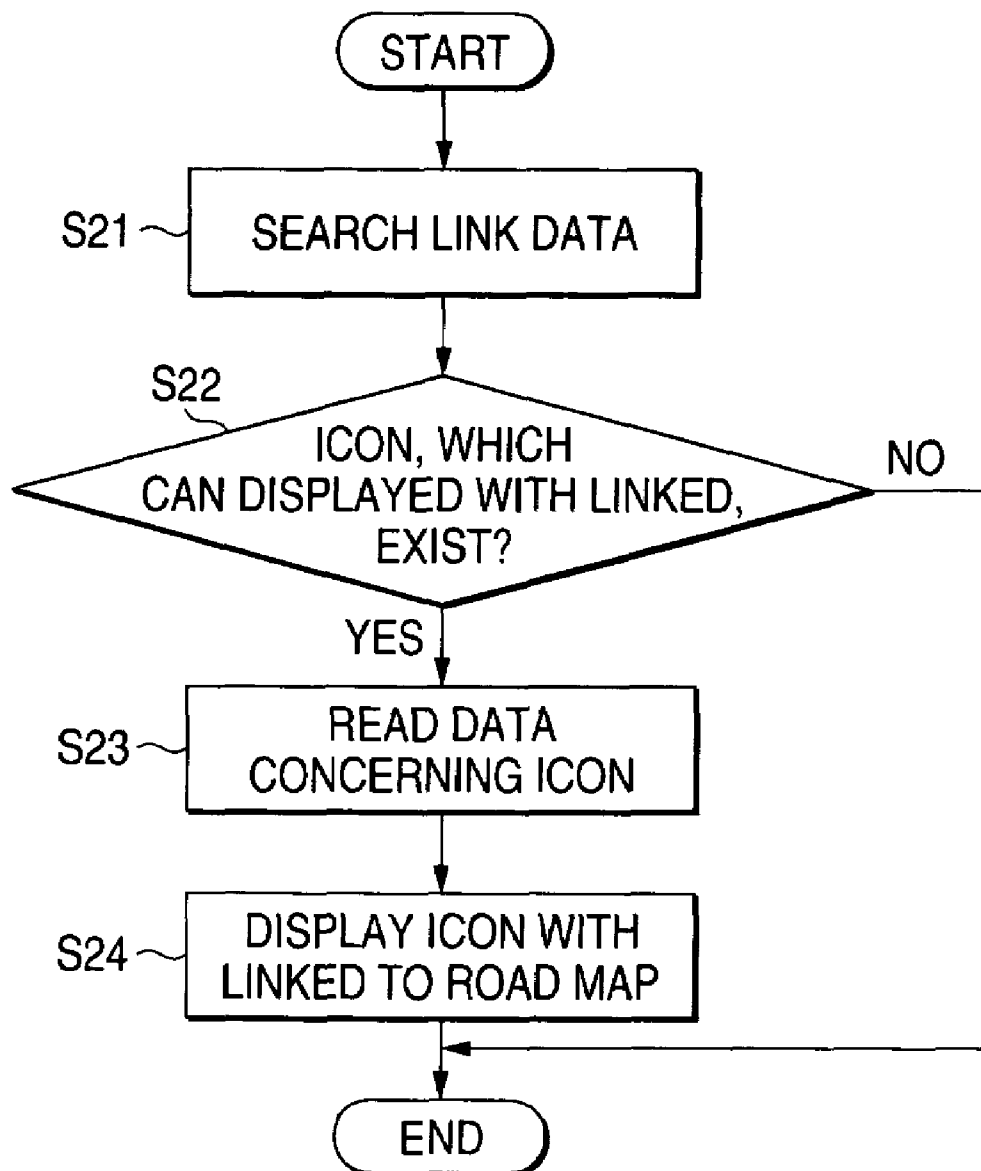 START
S21
SEARCH LINK DATA
S22
ICON, WHICH
CAN DISPLAYED WITH LINKED,
EXIST?
NO
YES
S23
READ DATA
CONCERNING ICON
S24
DISPLAY ICON WITH
LINKED TO ROAD MAP
END